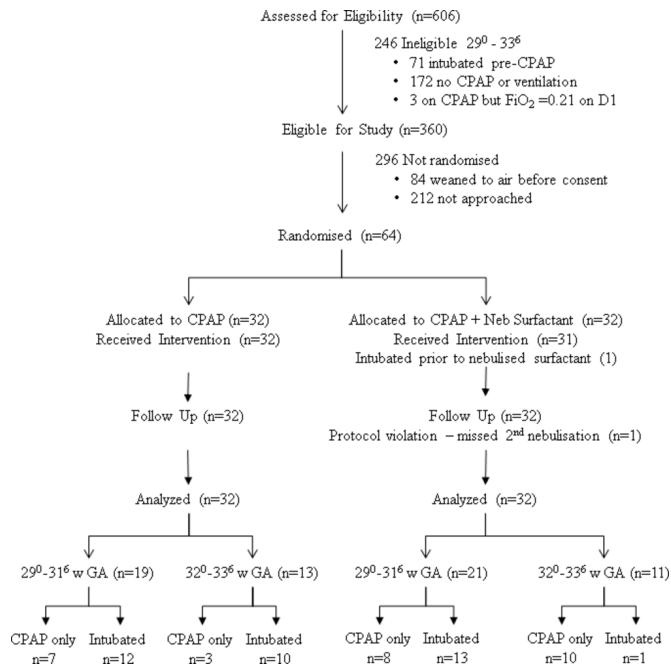 Assessed for Eligibility (n=606)
246 Ineligible 29⁰ - 33⁶
• 71 intubated pre-CPAP
• 172 no CPAP or ventilation
• 3 on CPAP but FiO₂ =0.21 on D1
Eligible for Study (n=360)
296 Not randomised
• 84 weaned to air before consent
• 212 not approached
Randomised (n=64)
Allocated to CPAP (n=32)
Received Intervention (n=32)
Allocated to CPAP + Neb Surfactant (n=32)
Received Intervention (n=31)
Intubated prior to nebulised surfactant (1)
Follow Up (n=32)
Follow Up (n=32)
Protocol violation – missed 2ⁿᵈ nebulisation (n=1)
Analyzed (n=32)
Analyzed (n=32)
29⁰-31⁶ w GA (n=19)
32⁰-33⁶ w GA (n=13)
29⁰-31⁶ w GA (n=21)
32⁰-33⁶ w GA (n=11)
CPAP only
n=7
Intubated
n=12
CPAP only
n=3
Intubated
n=10
CPAP only
n=8
Intubated
n=13
CPAP only
n=10
Intubated
n=1